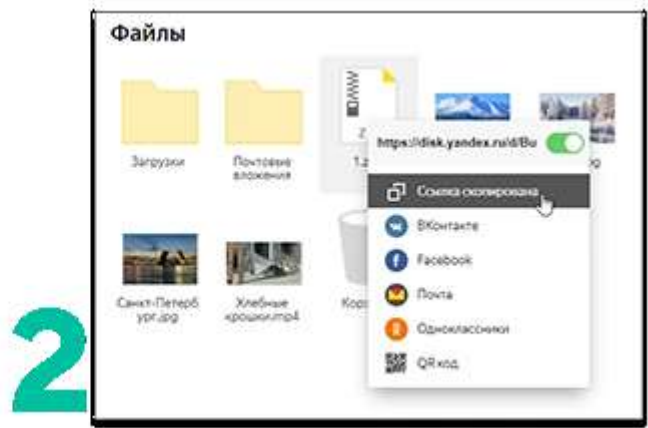 Файлы
Загрузки
Почтовые
вложения
https://disk.yandex.ru/d/Bu
Ссылка скопирована
ВКонтакте
Facebook
Почта
Одноклассники
QR код
Санкт-Петерб
ург.jpg
Хлебные
крошки.mp4
2